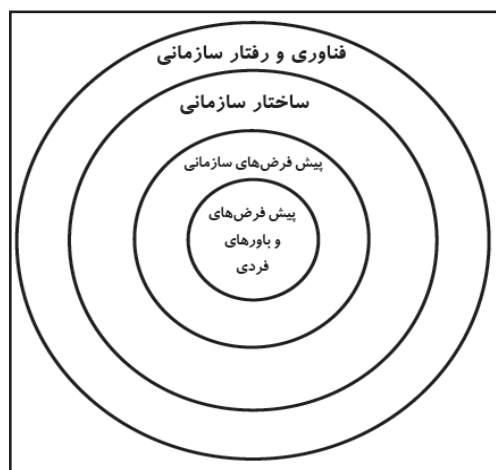 فناوری و رفتار سازمانی
ساختار سازمانی
پیش فرض‌های سازمانی
پیش فرض‌های
و باورهای
فردی